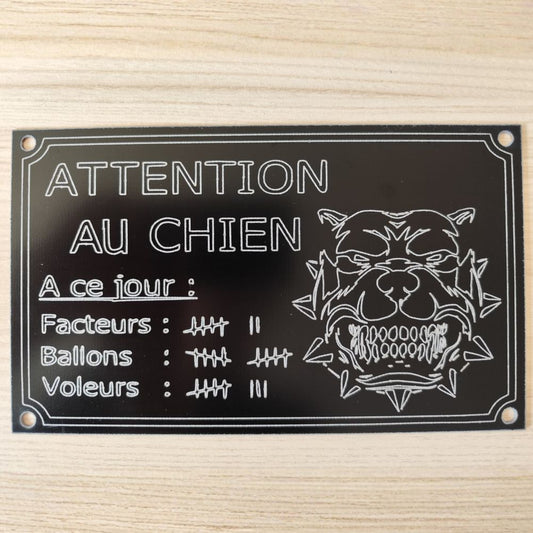 ATTENTION
AU CHIEN
A ce jour :
Facteurs :
Ballons :
Voleurs :